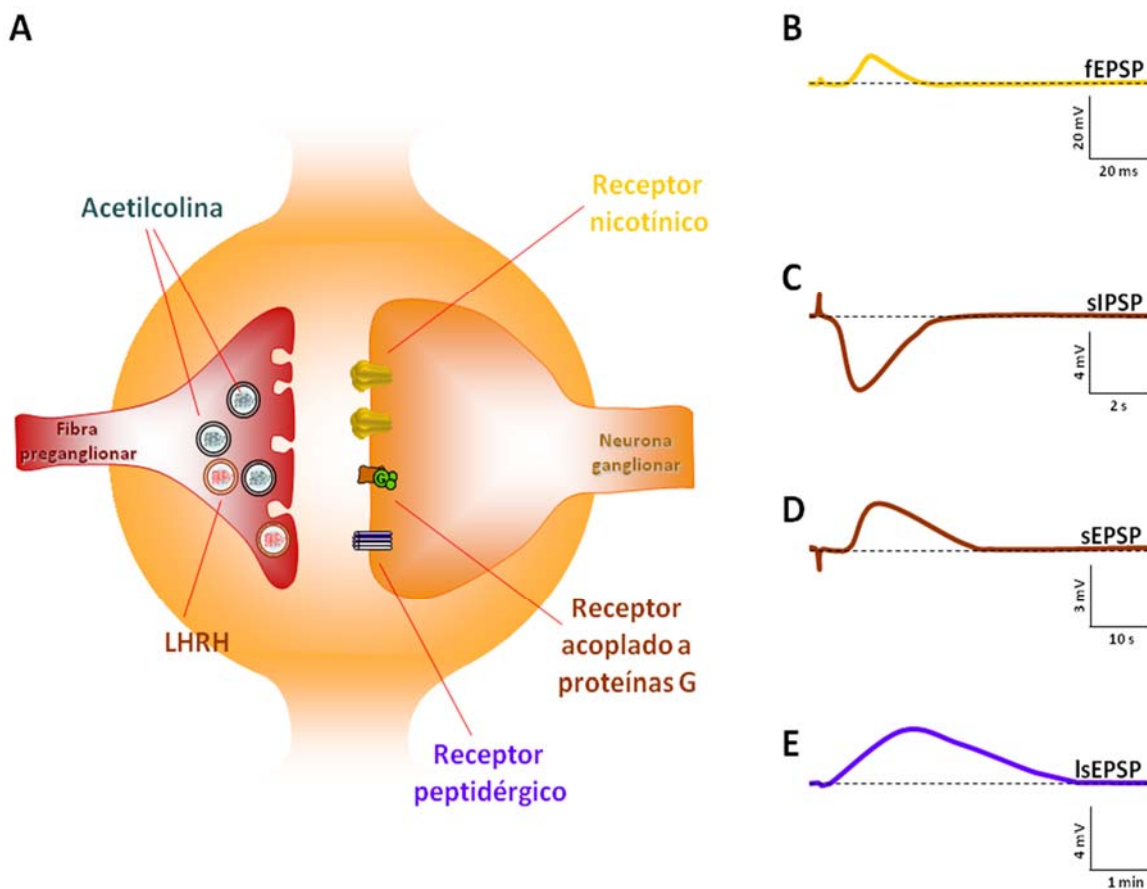 A
Acetilcolina
Receptor
nicotínico
Fibra
preganglionar
Neurona
ganglionar
G
LHRH
Receptor
acoplado a
proteínas G
Receptor
peptidérgico
B
fEPSP
20 mV
20 ms
C
sIPSP
4 mV
2 s
D
sEPSP
3 mV
10 s
E
lsEPSP
4 mV
1 min